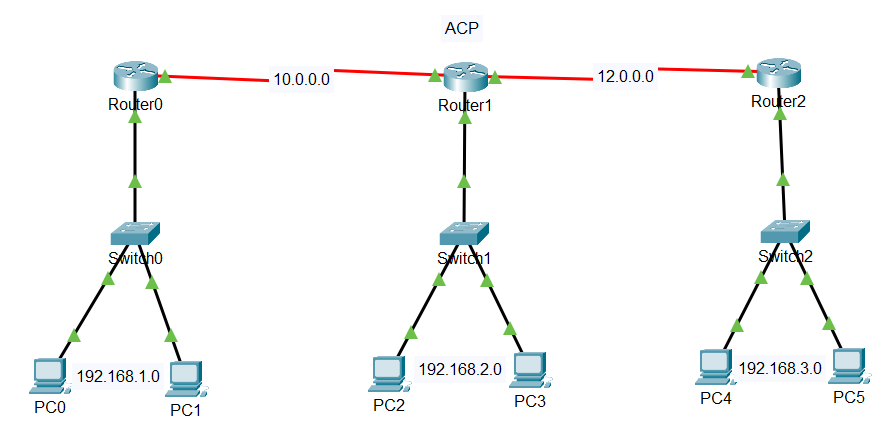 ACP
Router0
10.0.0.0
Router1
12.0.0.0
Router2
Switch0
Switch1
Switch2
PC0
192.168.1.0
PC1
PC2
192.168.2.0
PC3
PC4
192.168.3.0
PC5